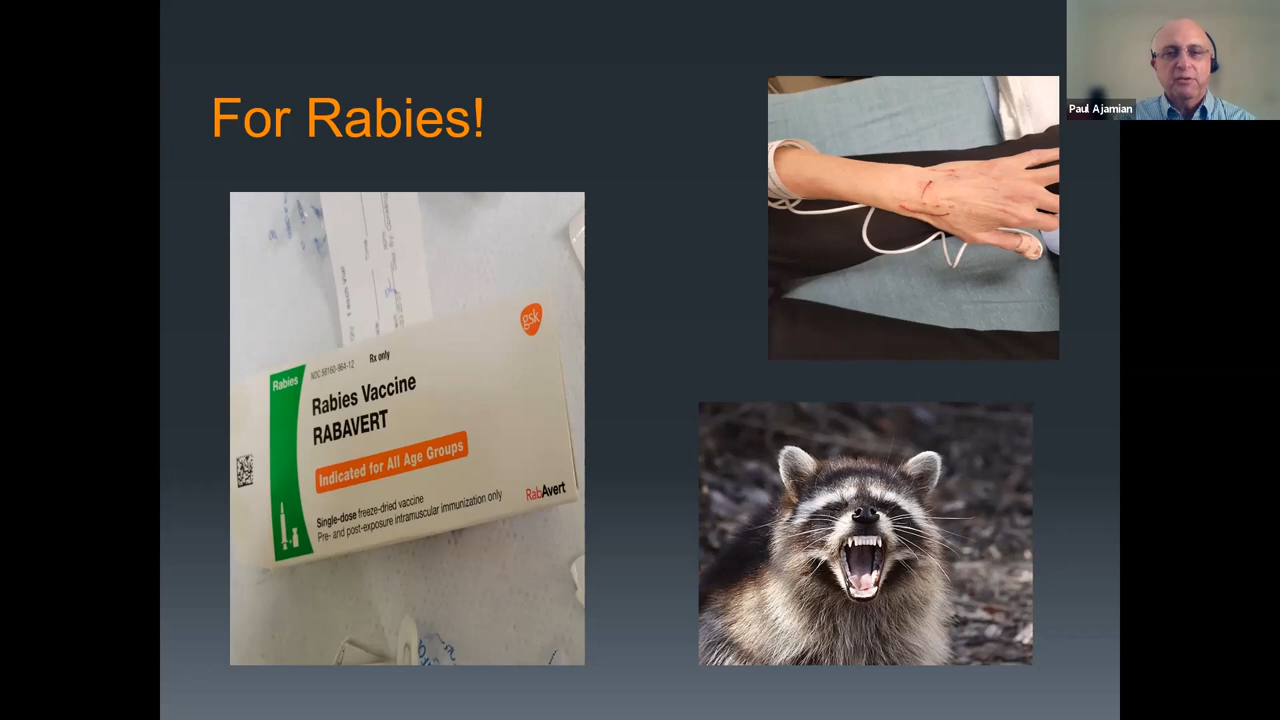 For Rabies!
Paul Ajamian
gsk
Rabies
NDC 58160-964-12
Rx only
Rabies Vaccine
RABAVERT
Indicated for All Age Groups
Single-dose freeze-dried vaccine
Pre- and post-exposure intramuscular immunization only
RabAvert